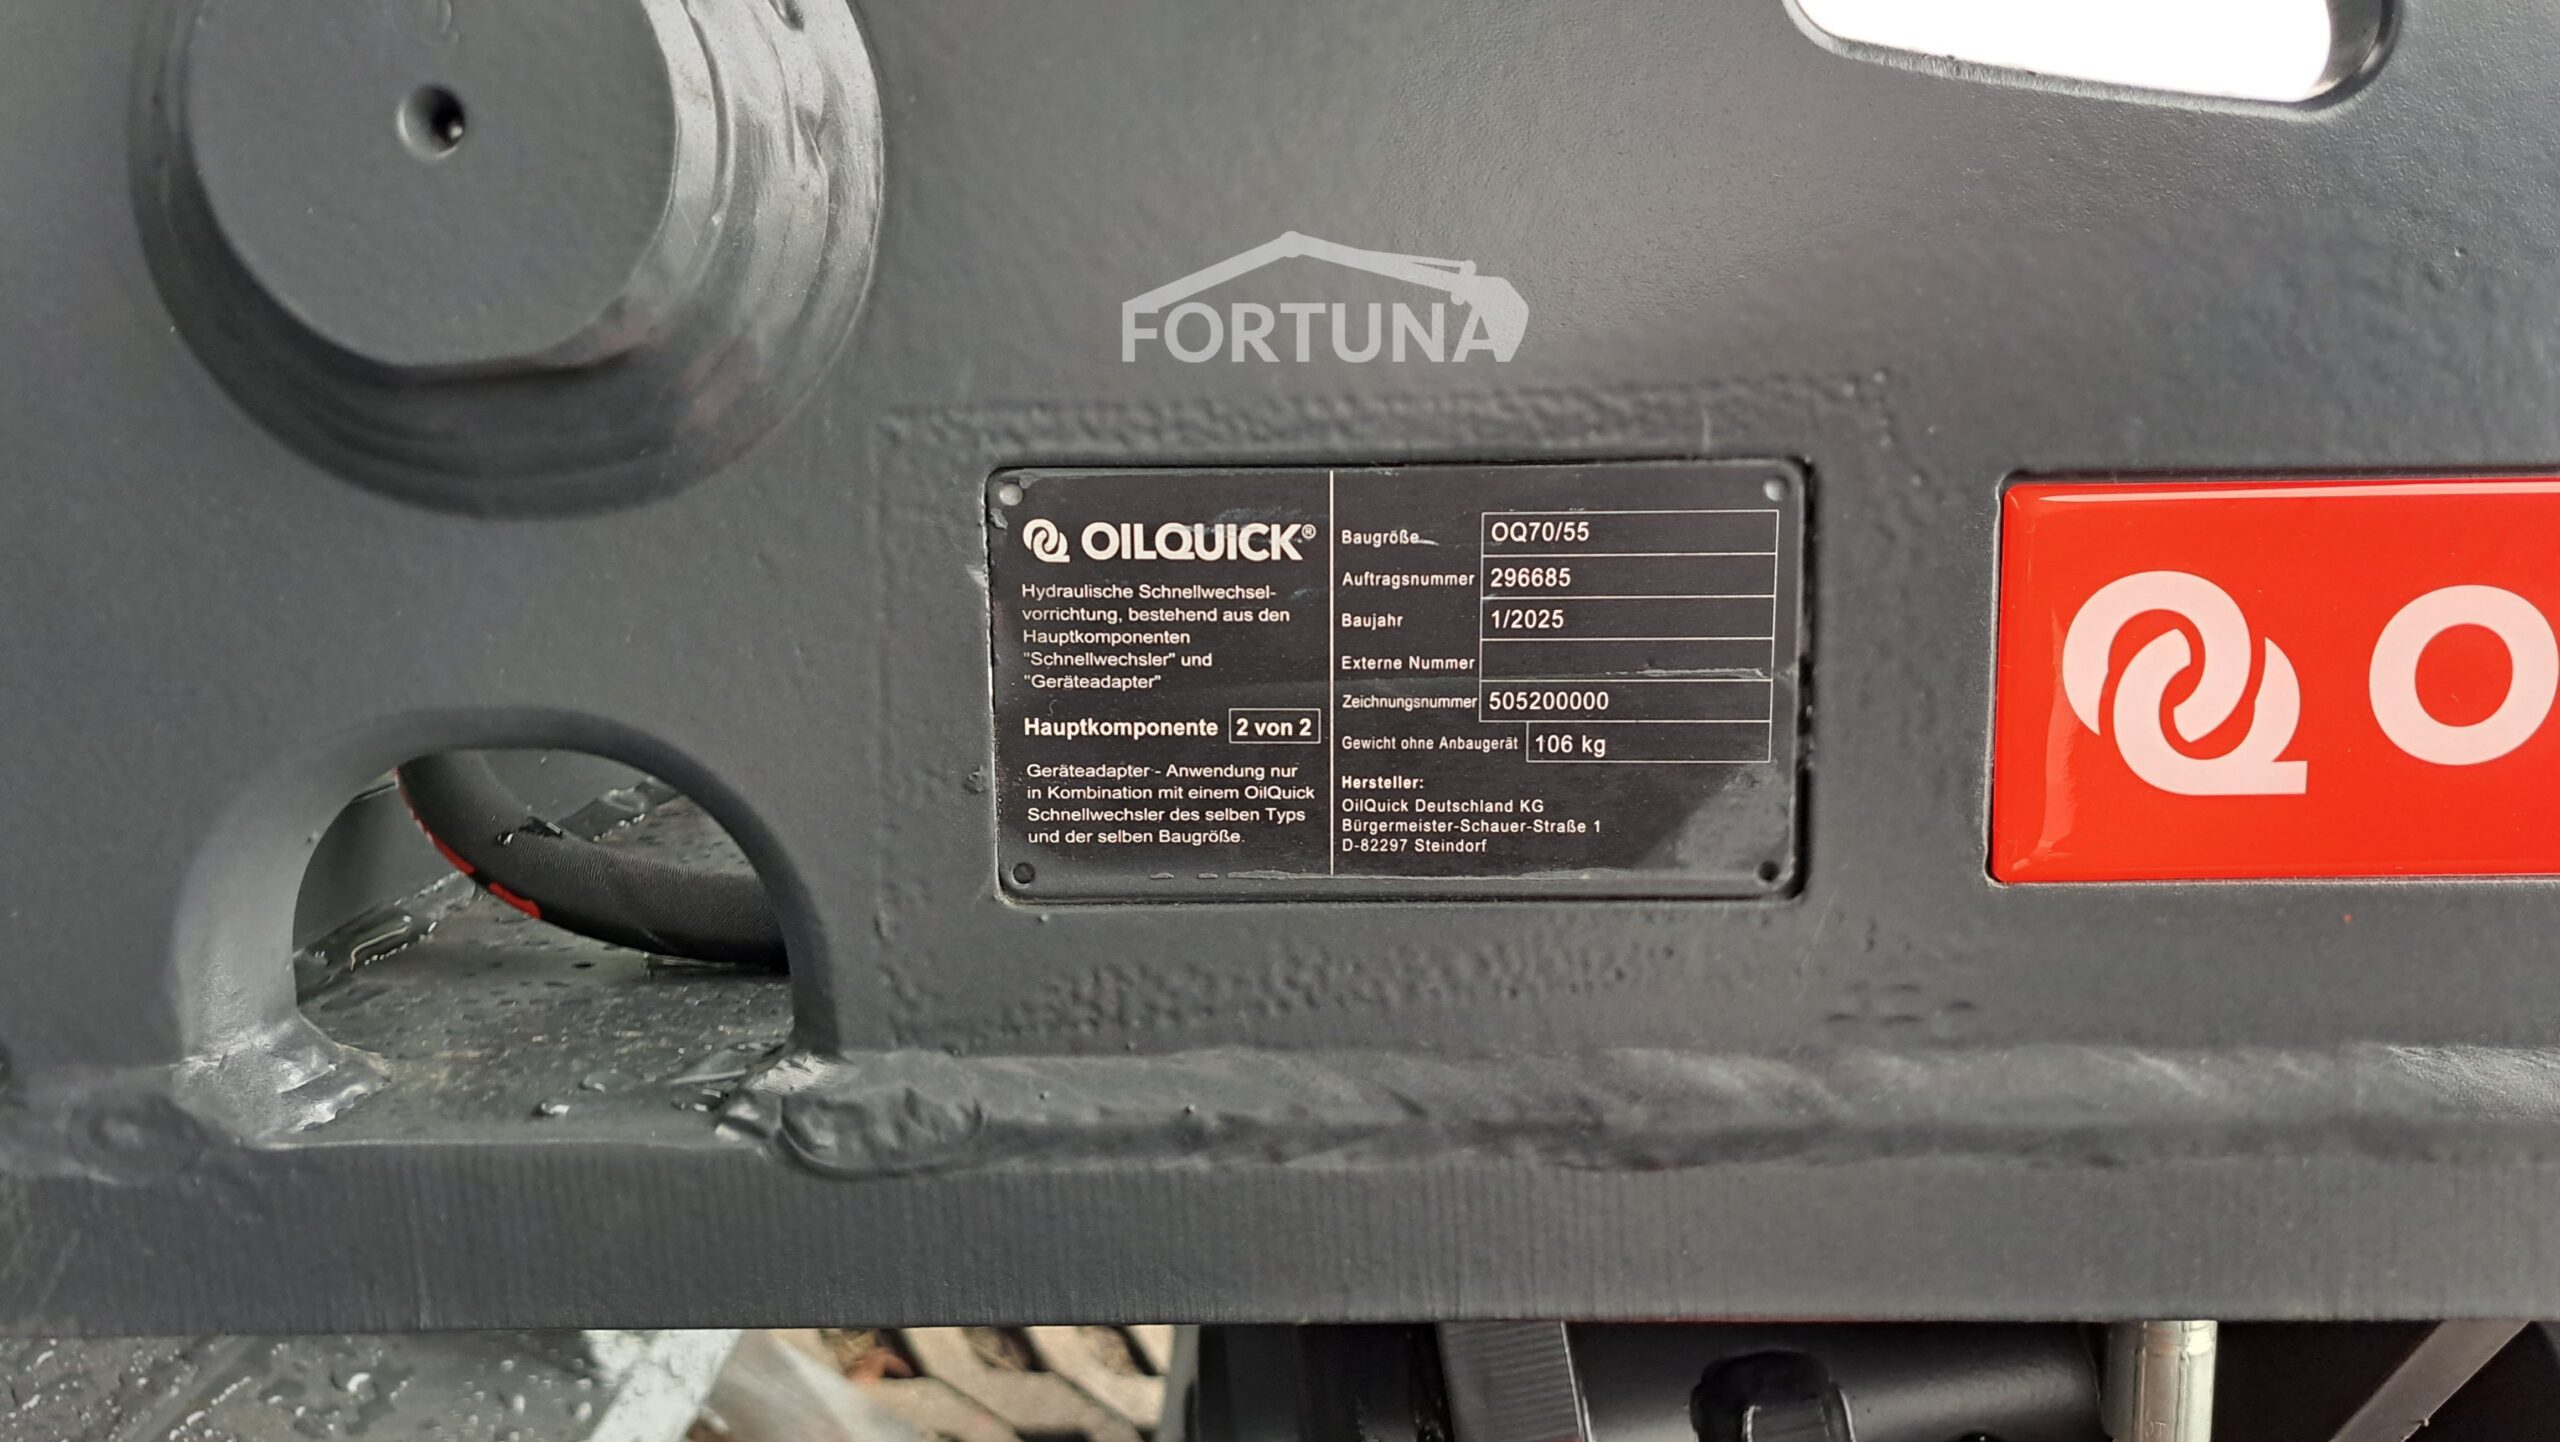 FORTUNA
OILQUICK®
Hydraulische Schnellwechsel-
vorrichtung, bestehend aus den
Hauptkomponenten
"Schnellwechsler" und
"Geräteadapter"
Hauptkomponente 2 von 2
Geräteadapter - Anwendung nur
in Kombination mit einem OilQuick
Schnellwechsler des selben Typs
und der selben Baugröße.
Baugröße OQ70/55
Auftragsnummer 296685
Baujahr 1/2025
Externe Nummer
Zeichnungsnummer 505200000
Gewicht ohne Anbaugerät 106 kg
Hersteller:
OilQuick Deutschland KG
Bürgermeister-Schauer-Straße 1
D-82297 Steindorf
O